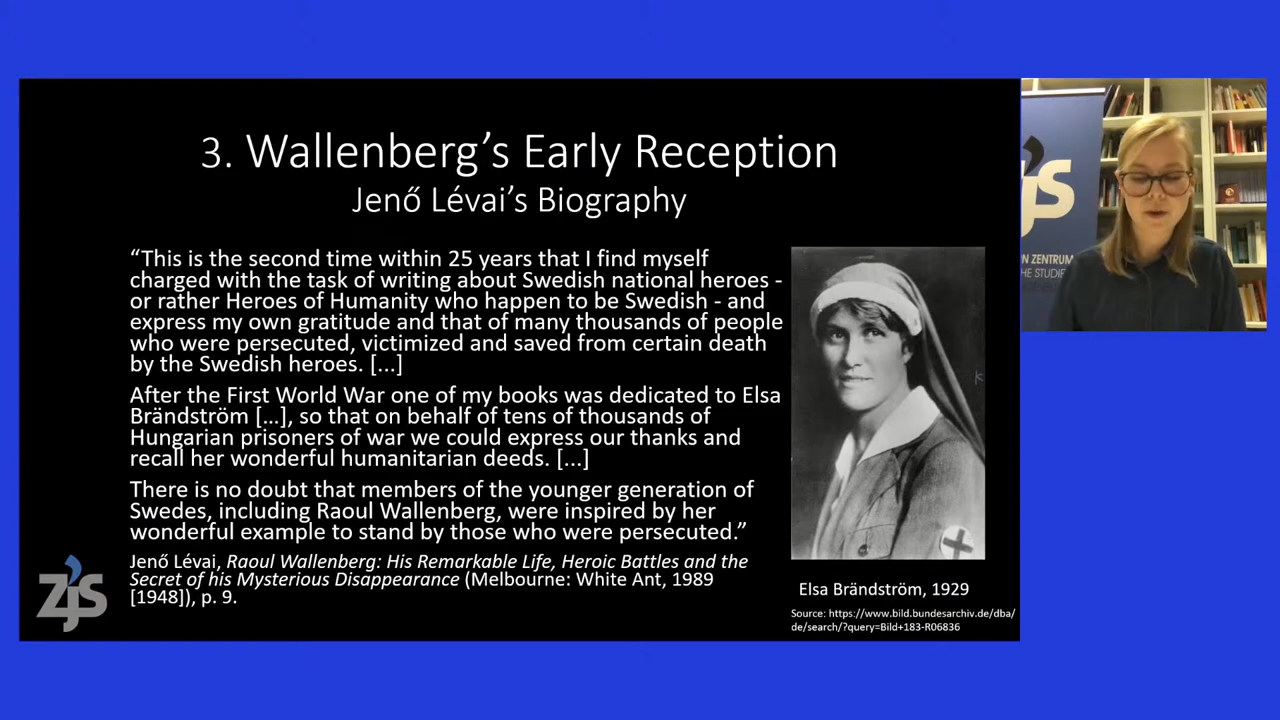 3. Wallenberg's Early Reception
Jenő Lévai's Biography
“This is the second time within 25 years that I find myself
charged with the task of writing about Swedish national heroes -
or rather Heroes of Humanity who happen to be Swedish - and
express my own gratitude and that of many thousands of people
who were persecuted, victimized and saved from certain death
by the Swedish heroes. [...]
After the First World War one of my books was dedicated to Elsa
Brändström […], so that on behalf of tens of thousands of
Hungarian prisoners of war we could express our thanks and
recall her wonderful humanitarian deeds. [...]
There is no doubt that members of the younger generation of
Swedes, including Raoul Wallenberg, were inspired by her
wonderful example to stand by those who were persecuted.”
Jenő Lévai, Raoul Wallenberg: His Remarkable Life, Heroic Battles and the
Secret of his Mysterious Disappearance (Melbourne: White Ant, 1989
[1948]), p. 9.
Elsa Brändström, 1929
Source: https://www.bild.bundesarchiv.de/dba/
de/search/?query=Bild+183-R06836
ZJS
K
js
RN ZENTRUM
HE STUDIE